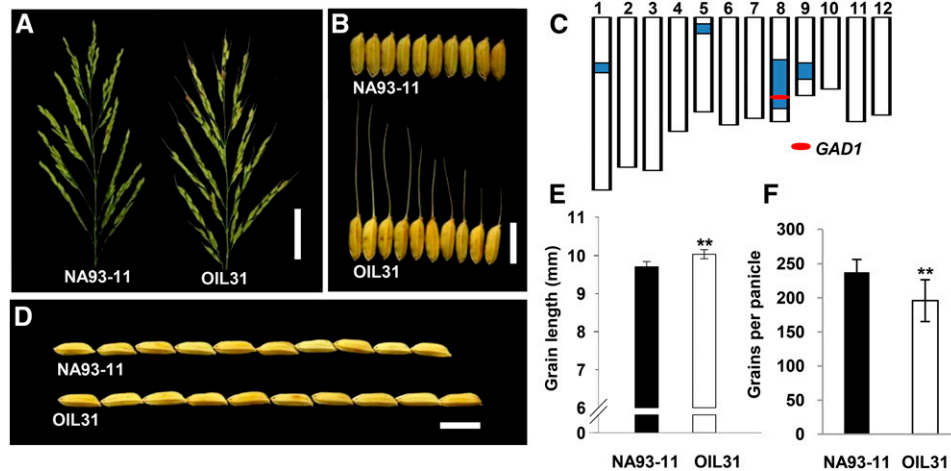 A
NA93-11 OIL31
B
NA93-11
OIL31
C
1 2 3 4 5 6 7 8 9 10 11 12
GAD1
D
NA93-11
OIL31
E
Grain length (mm)
11
10
9
8
7
6
0
**
NA93-11 OIL31
F
Grains per panicle
300
250
200
150
100
50
0
**
NA93-11 OIL31